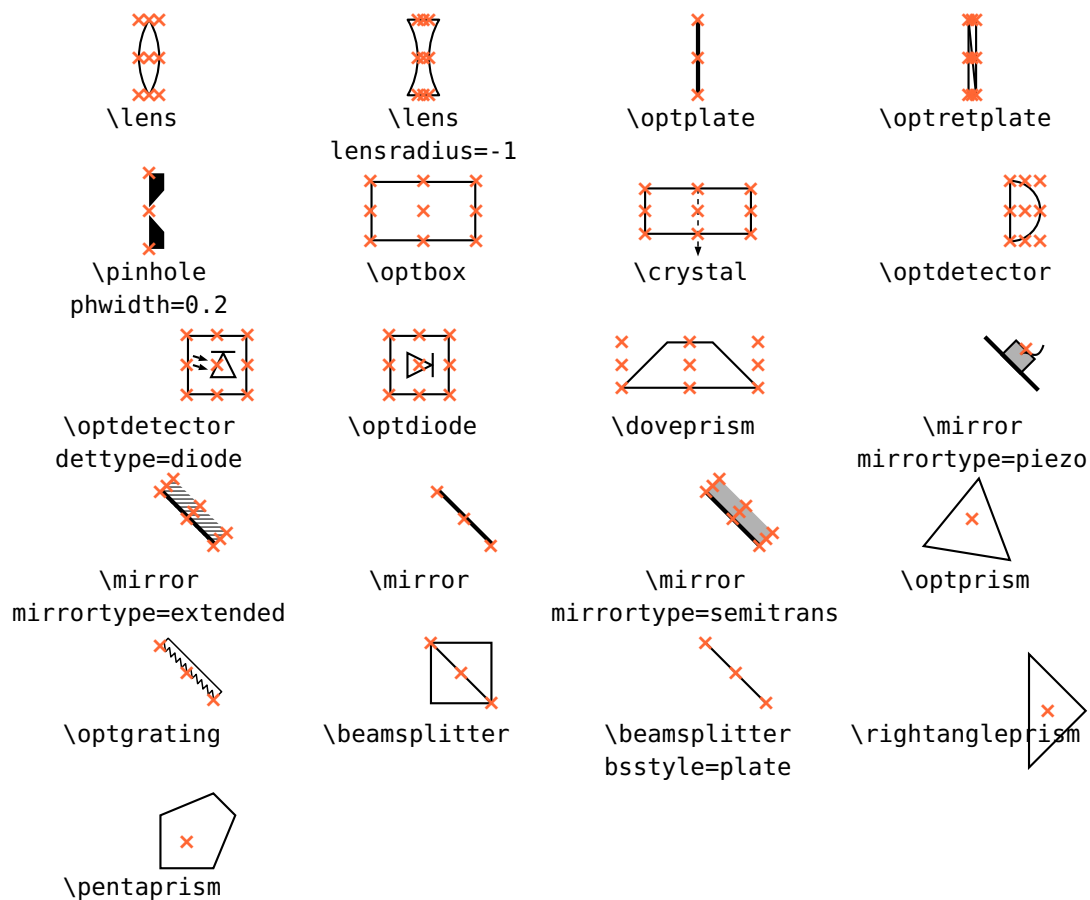 \lens
\lens
lensradius=-1
\optplate
\optretplate
\pinhole
phwidth=0.2
\optbox
\crystal
\optdetector
\optdetector
dettype=diode
\optdiode
\doveprism
\mirror
mirrortype=piezo
\mirror
mirrortype=extended
\mirror
\mirror
mirrortype=semitrans
\optprism
\optgrating
\beamsplitter
\beamsplitter
bsstyle=plate
\rightangleprism
\pentaprism